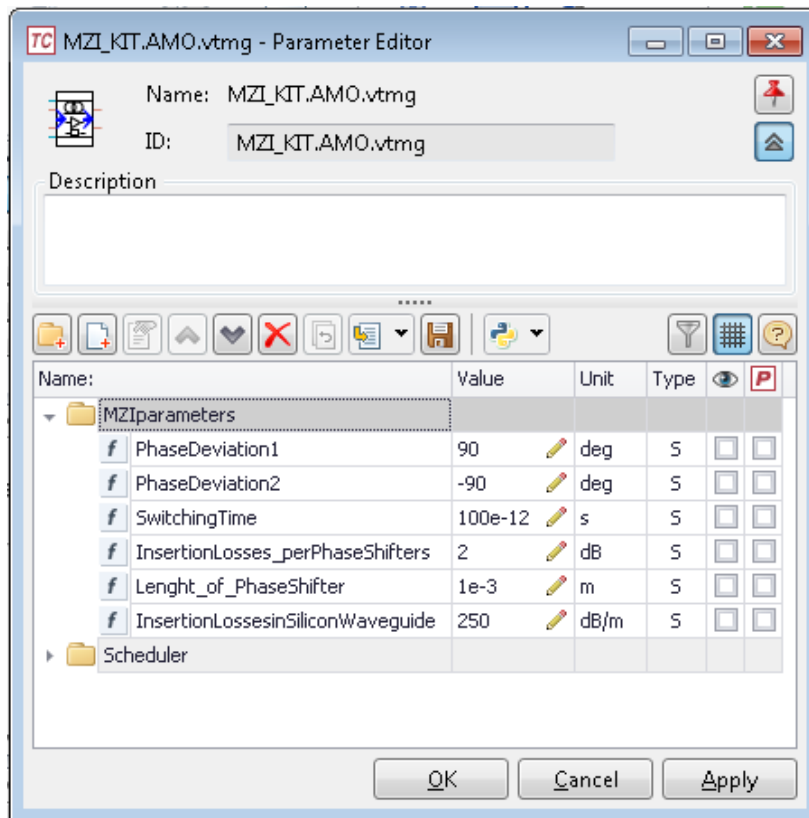 TC MZI_KIT.AMO.vtmg - Parameter Editor
Name: MZI_KIT.AMO.vtmg
ID: MZI_KIT.AMO.vtmg
Description
Name: Value Unit Type P
MZIparameters
f PhaseDeviation1 90 deg S
f PhaseDeviation2 -90 deg S
f SwitchingTime 100e-12 s S
f InsertionLosses_perPhaseShifters 2 dB S
f Lenght_of_PhaseShifter 1e-3 m S
f InsertionLossesinSiliconWaveguide 250 dB/m S
Scheduler
OK Cancel Apply